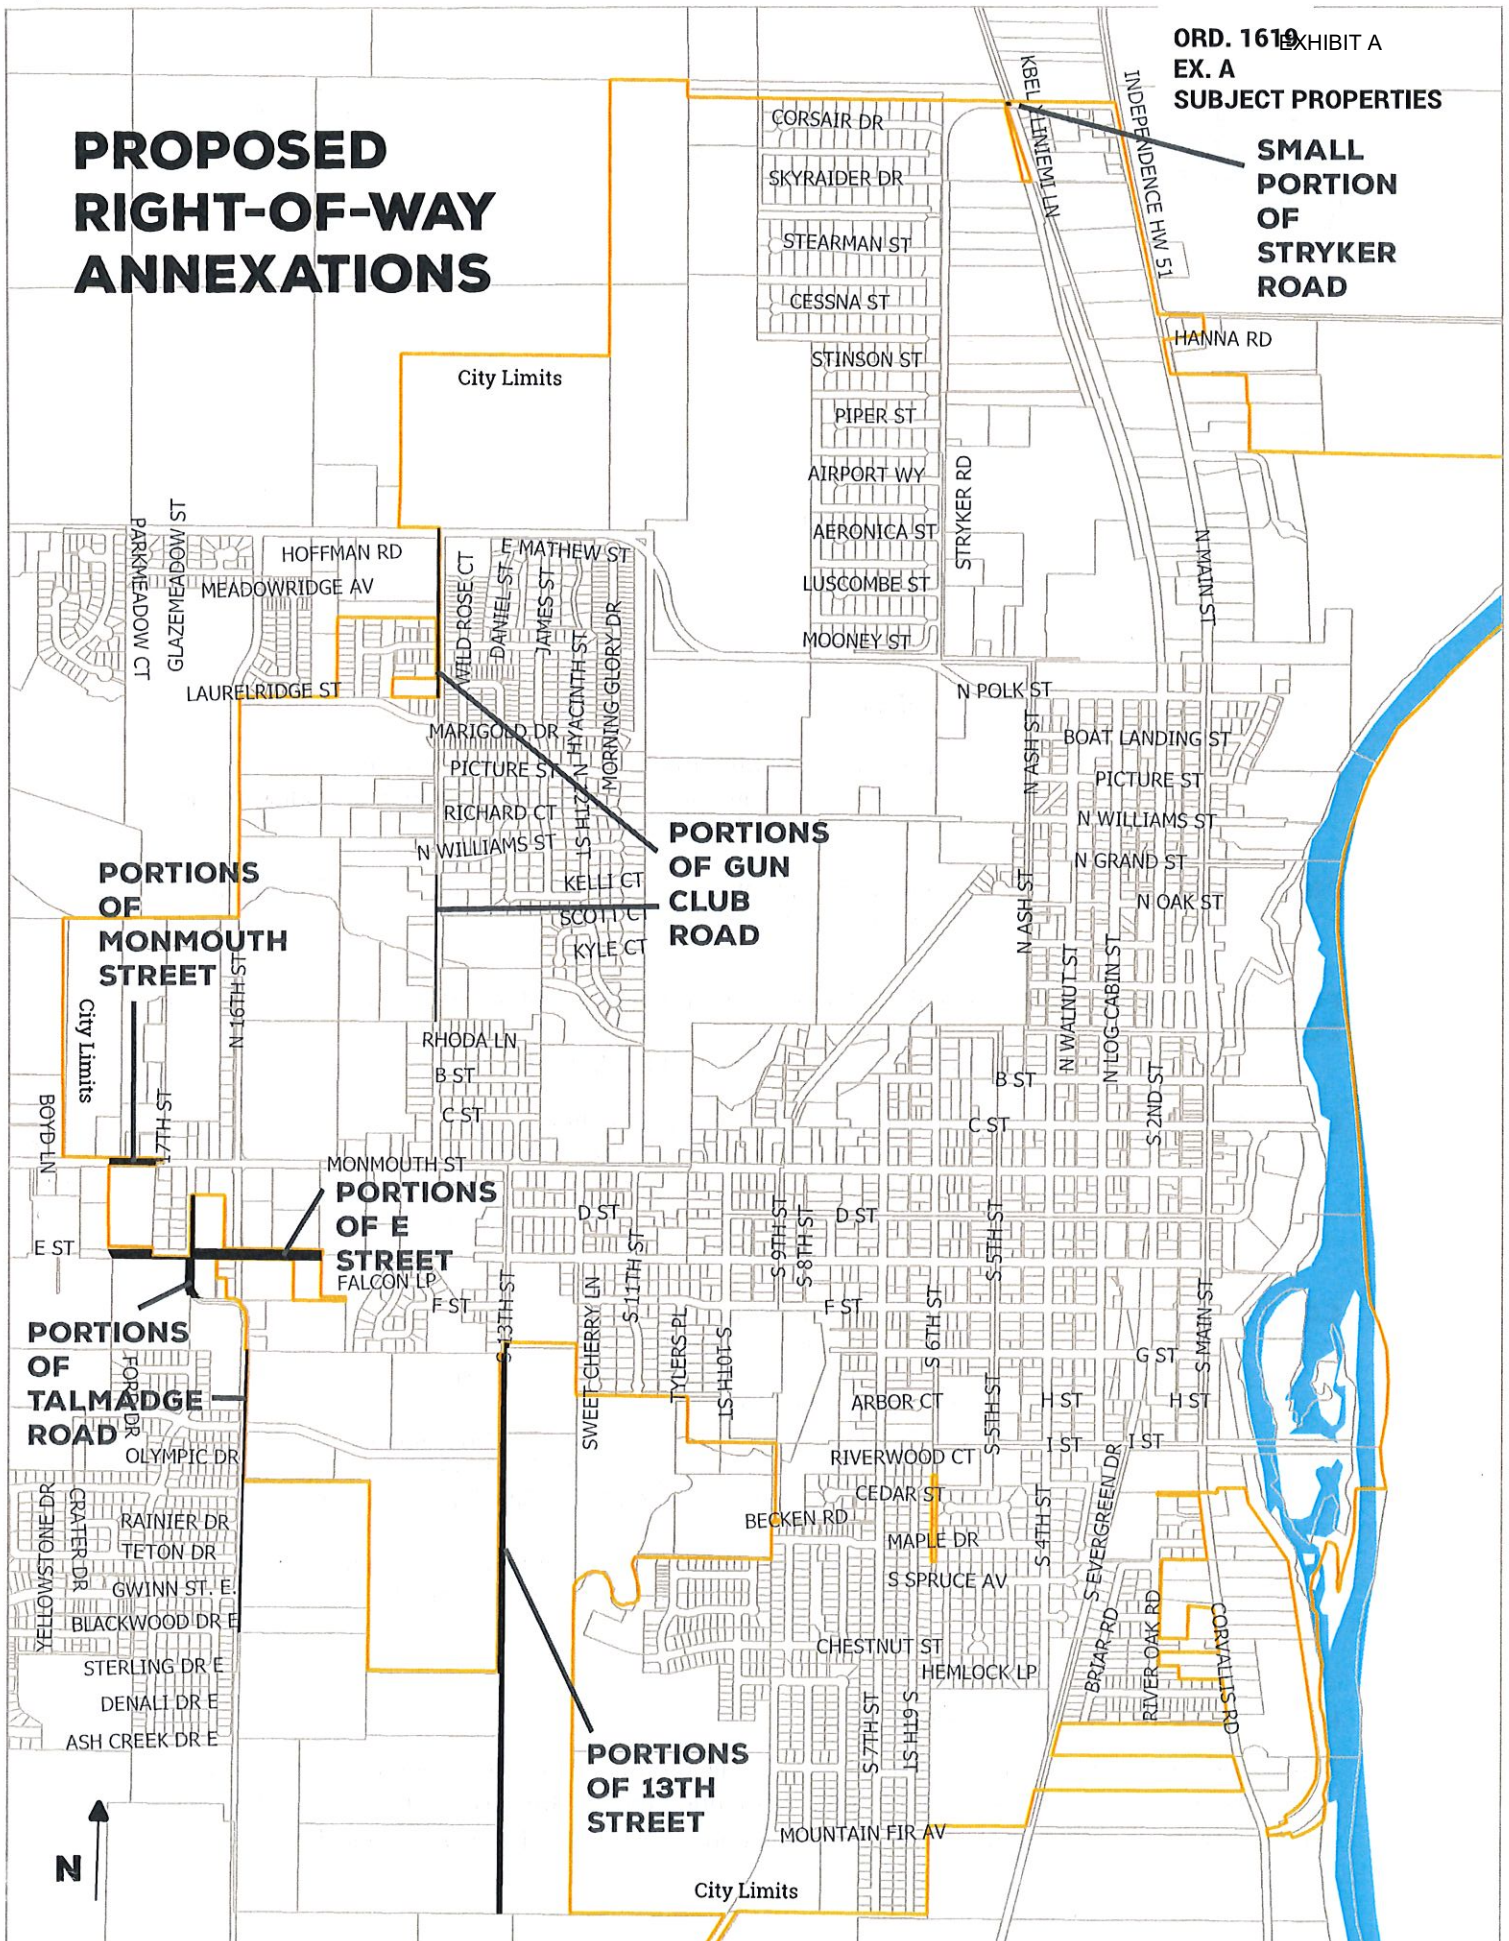 ORD. 1619
EXHIBIT A
EX. A
SUBJECT PROPERTIES
PROPOSED
RIGHT-OF-WAY
ANNEXATIONS
SMALL
PORTION
OF
STRYKER
ROAD
KBEL
LINIEMI LN
INDEPENDENCE HW 51
CORSAIR DR
SKYRAIDER DR
STEARMAN ST
CESSNA ST
HANNA RD
STINSON ST
City Limits
PIPER ST
AIRPORT WY
STRYKER RD
AERONICA ST
LUSCOMBE ST
MOONEY ST
N MAIN ST
PARKMEADOW CT
GLAZEMEADOW ST
HOFFMAN RD
MEADOWRIDGE AV
E MATHEW ST
WILD ROSE CT
DANIEL ST
JAMES ST
N HYACINTH ST
MORNING GLORY DR
LAURELRIDGE ST
MARIGOLD DR
PICTURE ST
RICHARD CT
N WILLIAMS ST
12TH ST
KELLI CT
SCOTT CT
KYLE CT
N POLK ST
N ASH ST
BOAT LANDING ST
PICTURE ST
N WILLIAMS ST
N GRAND ST
N OAK ST
N ASH ST
N WALNUT ST
N LOG CABIN ST
PORTIONS
OF GUN
CLUB
ROAD
PORTIONS
OF
MONMOUTH
STREET
City Limits
N 16TH ST
RHODA LN
B ST
C ST
B ST
C ST
S 2ND ST
BOYD LN
17TH ST
MONMOUTH ST
PORTIONS
OF E
STREET
E ST
FALCON LP
F ST
D ST
D ST
S 11TH ST
S 9TH ST
S 8TH ST
S 5TH ST
S 13TH ST
SWEET CHERRY LN
TYLERS PL
S 10TH ST
F ST
S 6TH ST
S MAIN ST
G ST
H ST
H ST
I ST
I ST
ARBOR CT
S 5TH ST
RIVERWOOD CT
CEDAR ST
BECKEN RD
MAPLE DR
S SPRUCE AV
S 4TH ST
S EVERGREEN DR
PORTIONS
OF
TALMADGE
ROAD
FORD DR
OLYMPIC DR
YELLOWSTONE DR
CRATER DR
RAINIER DR
TETON DR
GWINN ST. E.
BLACKWOOD DR E
STERLING DR E
DENALI DR E
ASH CREEK DR E
CHESTNUT ST
HEMLOCK LP
BRIAR RD
RIVER OAK RD
CORVALLIS RD
S 7TH ST
S 6TH ST
PORTIONS
OF 13TH
STREET
MOUNTAIN FIR AV
City Limits
N